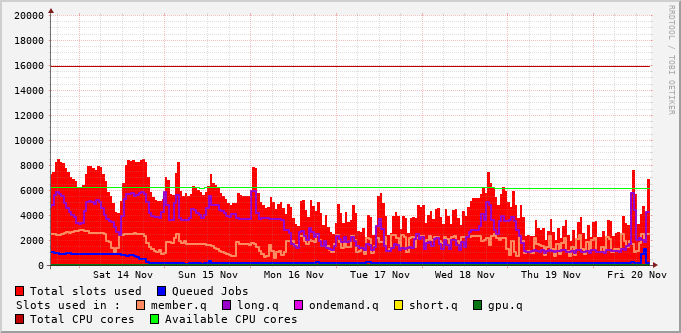 20000
18000
16000
14000
12000
10000
8000
6000
4000
2000
0
Sat 14 Nov Sun 15 Nov Mon 16 Nov Tue 17 Nov Wed 18 Nov Thu 19 Nov Fri 20 Nov
RRDTOOL / TOBI OETIKER
Total slots used Queued Jobs
Slots used in : member.q long.q ondemand.q short.q gpu.q
Total CPU cores Available CPU cores